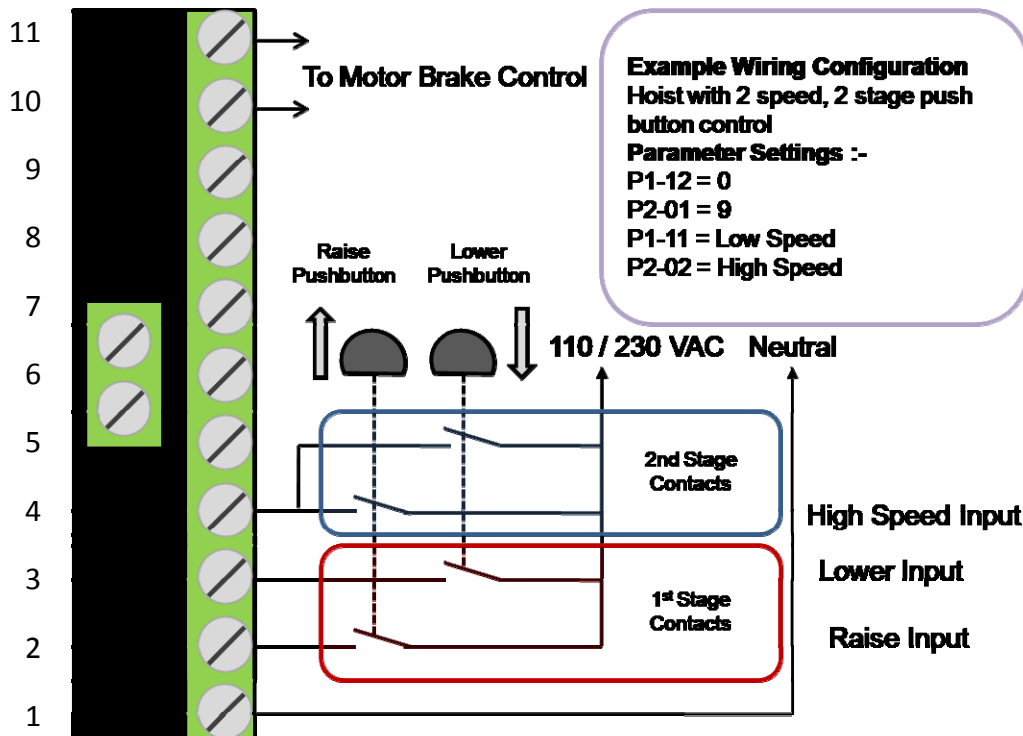 11
10
9
8
7
6
5
4
3
2
1
To Motor Brake Control
Example Wiring Configuration
Hoist with 2 speed, 2 stage push
button control
Parameter Settings :-
P1-12 = 0
P2-01 = 9
P1-11 = Low Speed
P2-02 = High Speed
Raise
Pushbutton
Lower
Pushbutton
110 / 230 VAC
Neutral
2nd Stage
Contacts
High Speed Input
1st Stage
Contacts
Lower Input
Raise Input